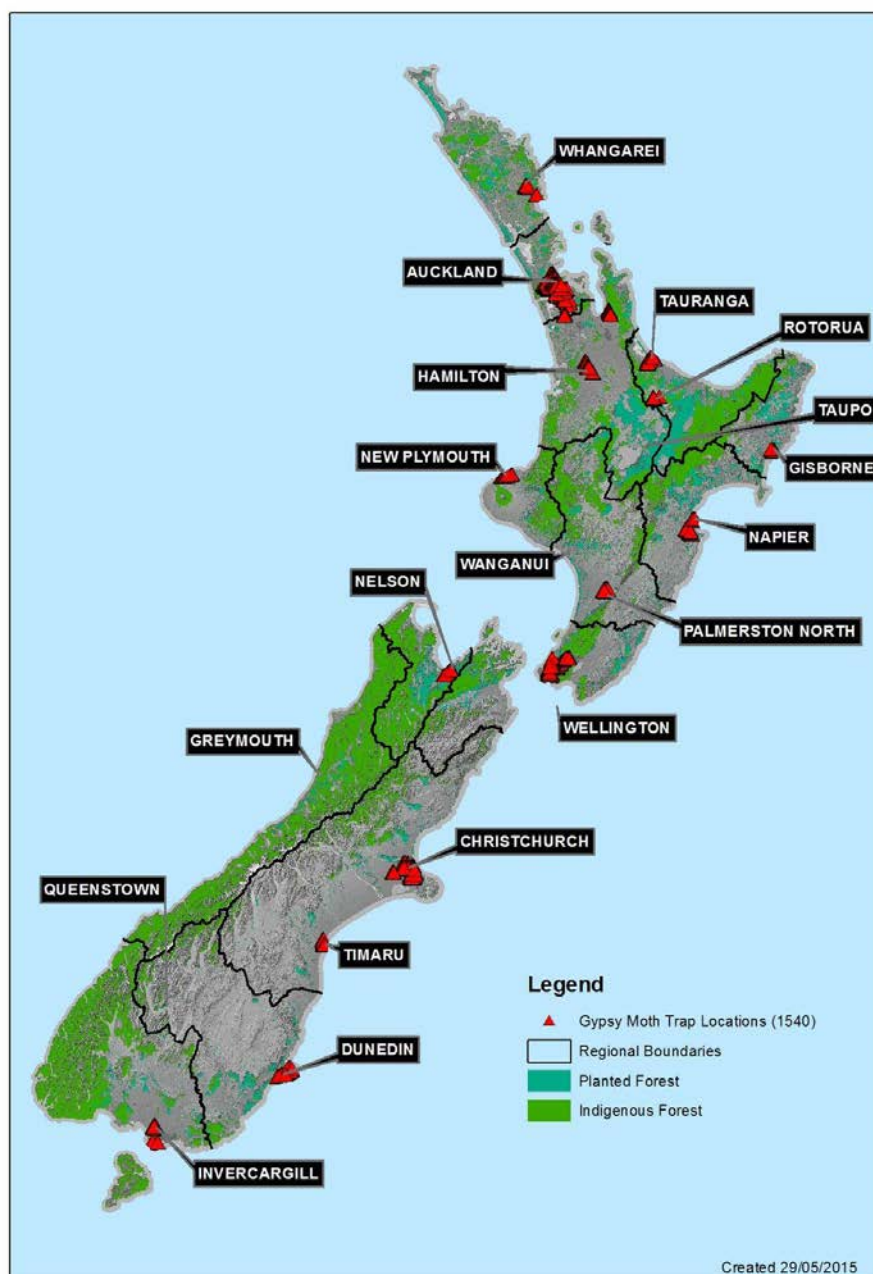 WHANGAREI
AUCKLAND
TAURANGA
ROTORUA
HAMILTON
TAUPO
NEW PLYMOUTH
GISBORNE
NAPIER
WANGANUI
NELSON
PALMERSTON NORTH
WELLINGTON
GREYMOUTH
CHRISTCHURCH
QUEENSTOWN
TIMARU
DUNEDIN
INVERCARGILL
Legend
Gypsy Moth Trap Locations (1540)
Regional Boundaries
Planted Forest
Indigenous Forest
Created 29/05/2015